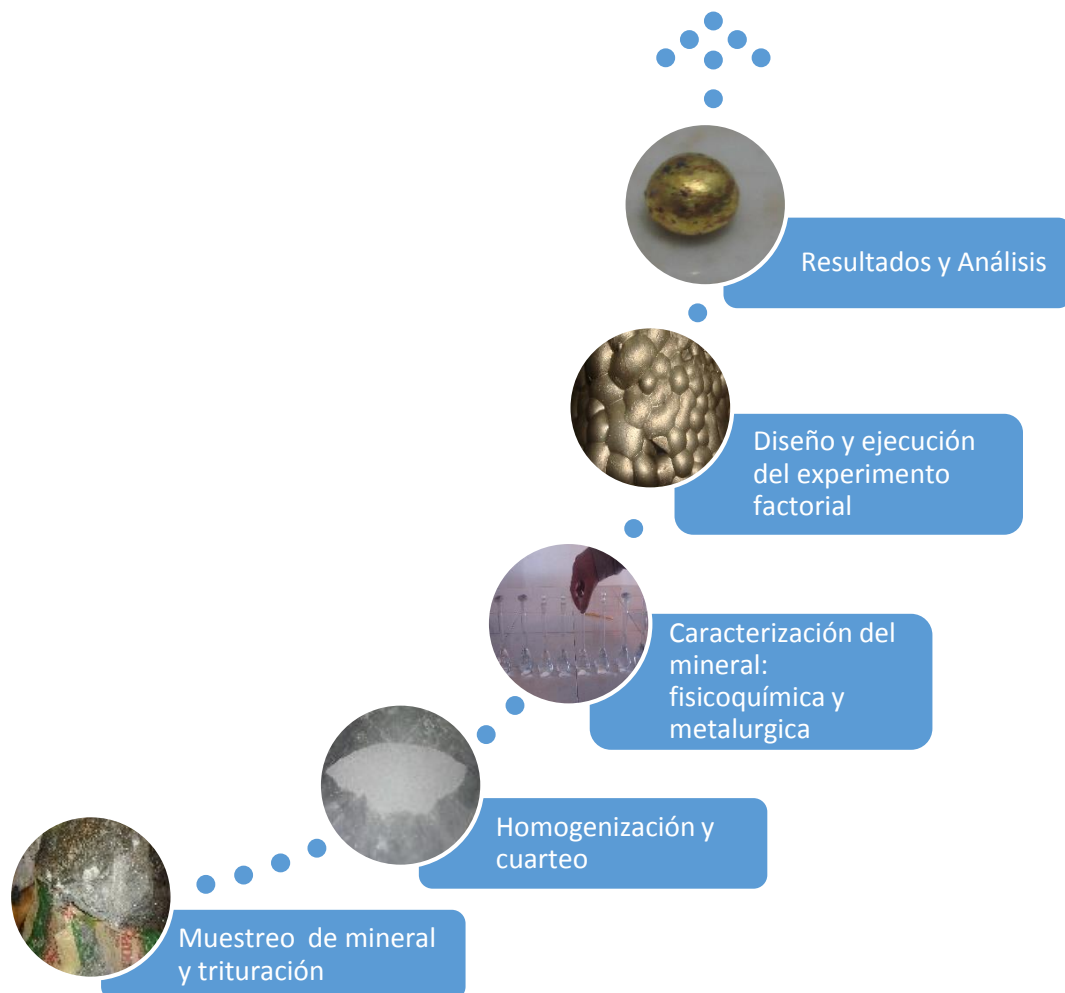 Resultados y Análisis
Diseño y ejecución
del experimento
factorial
Caracterización del
mineral:
fisicoquímica y
metalurgica
Homogenización y
cuarteo
Muestreo  de mineral
y trituración